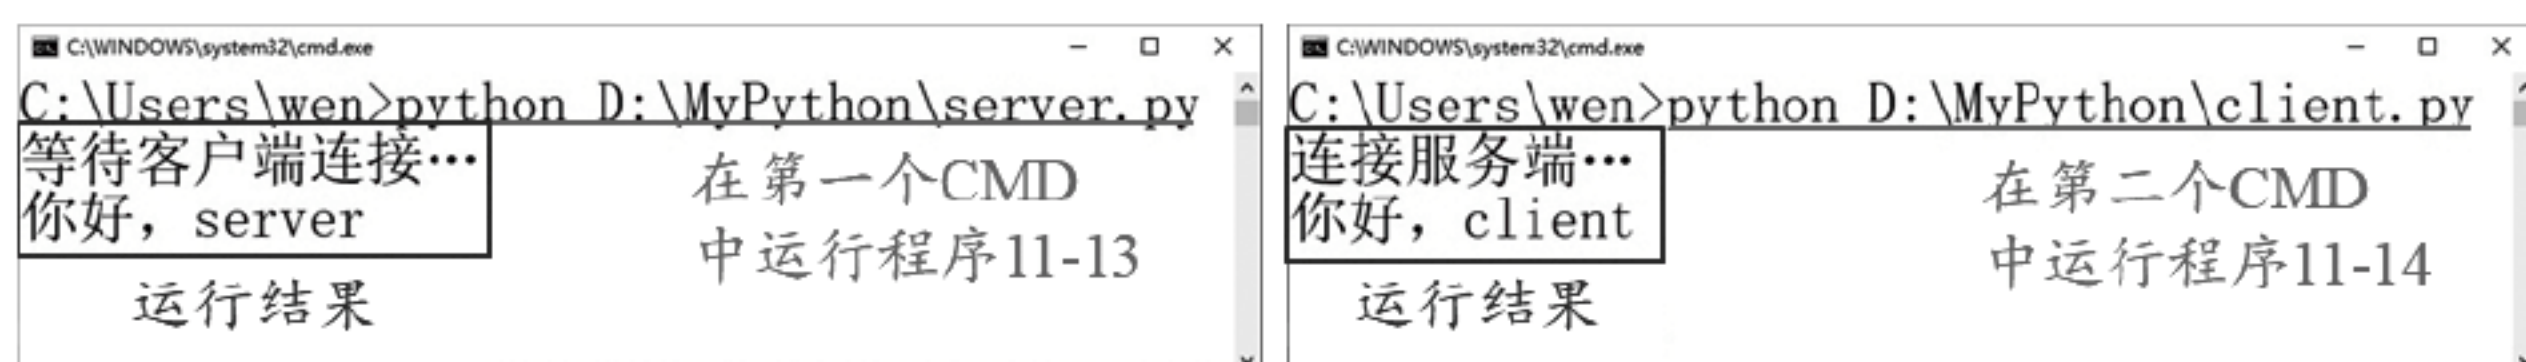 C:\WINDOWS\system32\cmd.exe
C:\Users\wen>python D:\MyPython\server.py
等待客户端连接…
你好，server
在第一个CMD
中运行程序11-13
运行结果
C:\WINDOWS\system32\cmd.exe
C:\Users\wen>python D:\MyPython\client.py
连接服务端…
你好，client
在第二个CMD
中运行程序11-14
运行结果